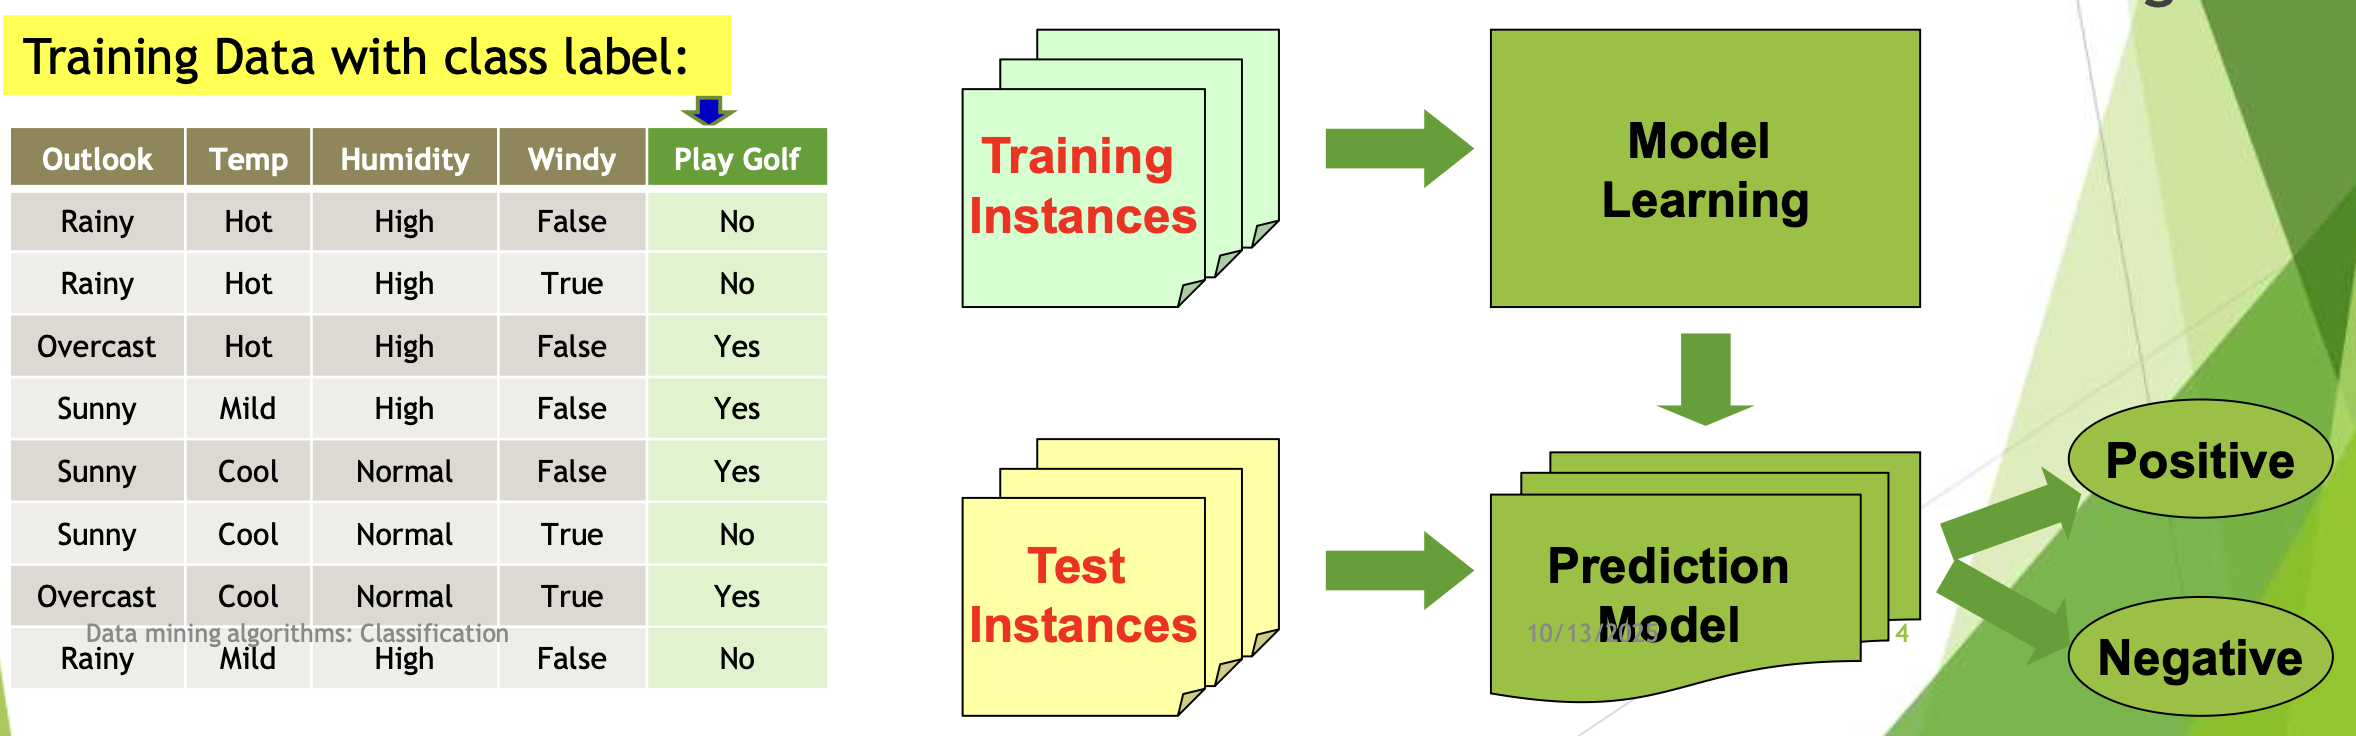 Training Data with class label:
Outlook Temp Humidity Windy Play Golf
Rainy Hot High False No
Rainy Hot High True No
Overcast Hot High False Yes
Sunny Mild High False Yes
Sunny Cool Normal False Yes
Sunny Cool Normal True No
Overcast Cool Normal True Yes
Rainy Mild High False No
Data mining algorithms: Classification
Training
Instances
Model
Learning
Test
Instances
Prediction
Model
Positive
Negative
10/13/2025
4